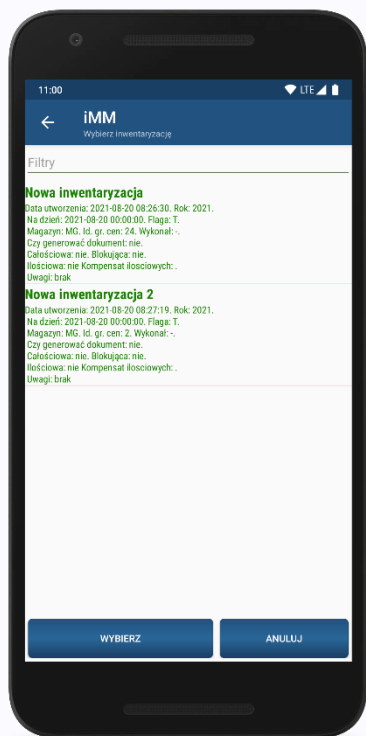 11:00 LTE
iMM
Wybierz inwentaryzację
Filtry
Nowa inwentaryzacja
Data utworzenia: 2021-08-20 08:26:30. Rok: 2021.
Na dzień: 2021-08-20 00:00:00. Flaga: T.
Magazyn: MG. Id. gr. cen: 24. Wykonał: -.
Czy generować dokument: nie.
Całościowa: nie. Blokująca: nie.
Ilościowa: nie Kompensat ilosciowych: .
Uwagi: brak
Nowa inwentaryzacja 2
Data utworzenia: 2021-08-20 08:27:19. Rok: 2021.
Na dzień: 2021-08-20 00:00:00. Flaga: T.
Magazyn: MG. Id. gr. cen: 2. Wykonał: -.
Czy generować dokument: nie.
Całościowa: nie. Blokująca: nie.
Ilościowa: nie Kompensat ilosciowych: .
Uwagi: brak
WYBIERZ ANULUJ